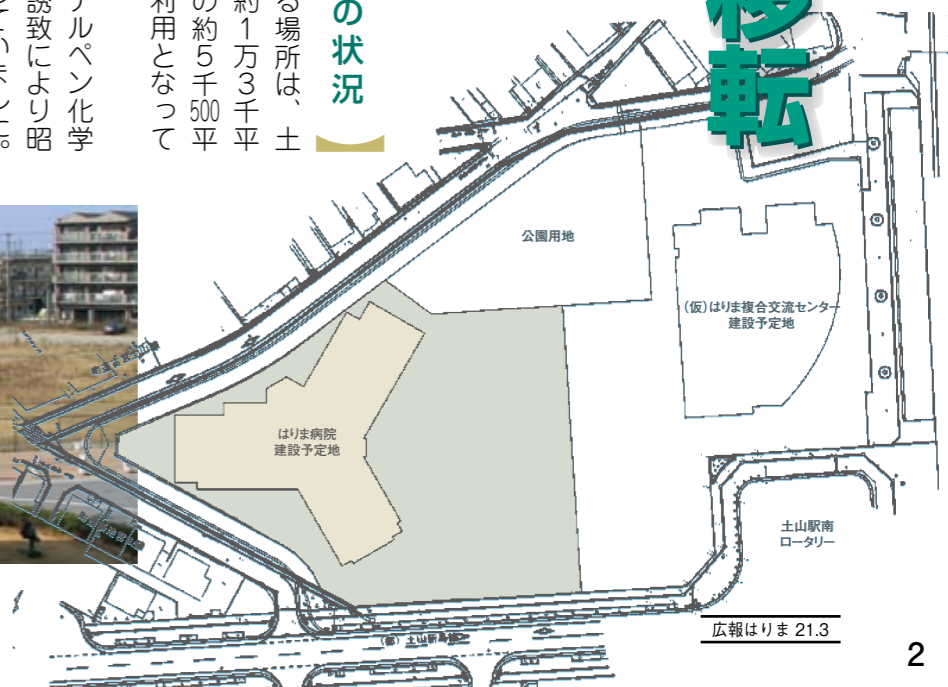 移転
の状況
る場所は、土
約１万３千平
の約５千500平
利用となって
テルペン化学
誘致により昭
公園用地
(仮)はりま複合交流センター
建設予定地
はりま病院
建設予定地
土山駅南
ロータリー
広報はりま 21.3
2